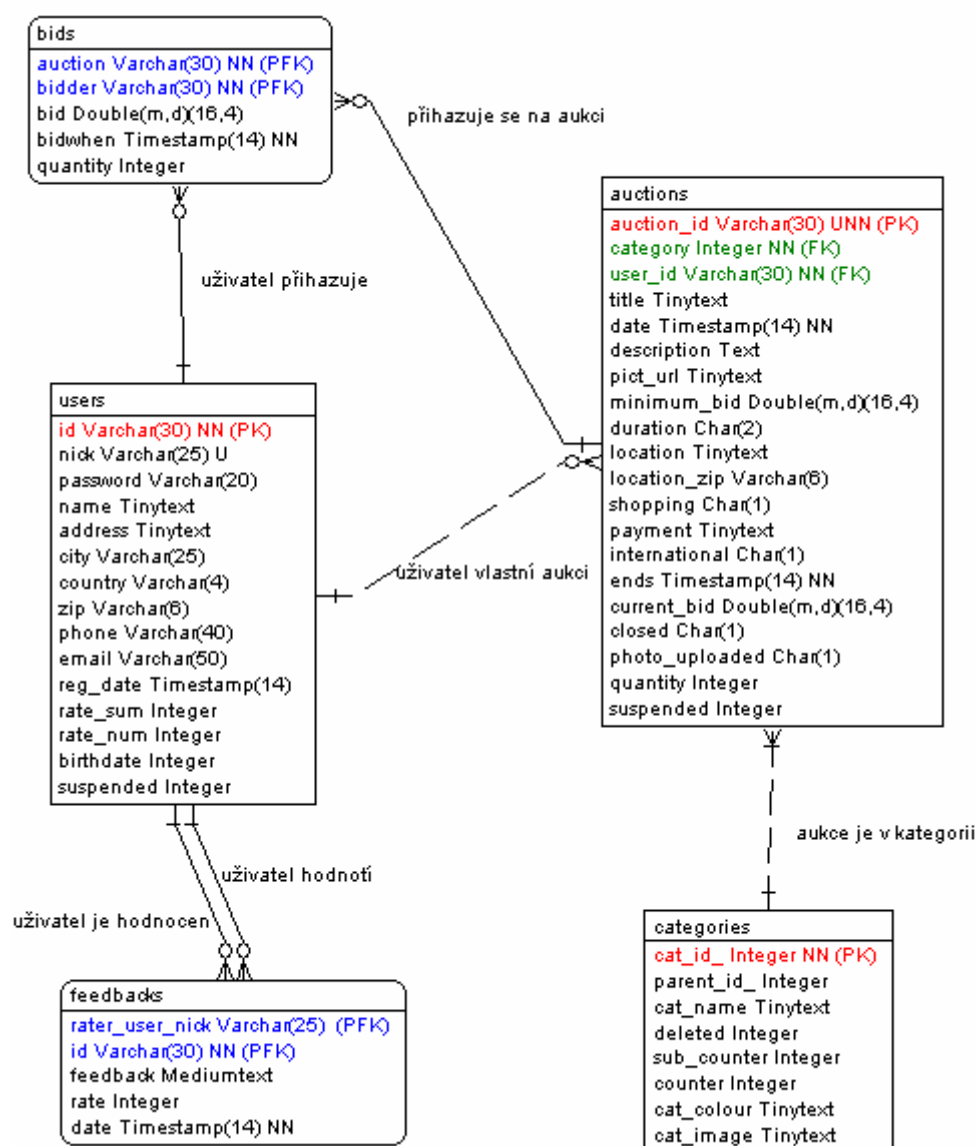 bids
auction Varchar(30) NN (PFK)
bidder Varchar(30) NN (PFK)
bid Double(m,d)(16,4)
bidwhen Timestamp(14) NN
quantity Integer
přihazuje se na aukci
uživatel přihazuje
auctions
auction_id Varchar(30) UNN (PK)
category Integer NN (FK)
user_id Varchar(30) NN (FK)
title Tinytext
date Timestamp(14) NN
description Text
pict_url Tinytext
minimum_bid Double(m,d)(16,4)
duration Char(2)
location Tinytext
location_zip Varchar(6)
shopping Char(1)
payment Tinytext
international Char(1)
ends Timestamp(14) NN
current_bid Double(m,d)(16,4)
closed Char(1)
photo_uploaded Char(1)
quantity Integer
suspended Integer
users
id Varchar(30) NN (PK)
nick Varchar(25) U
password Varchar(20)
name Tinytext
address Tinytext
city Varchar(25)
country Varchar(4)
zip Varchar(6)
phone Varchar(40)
email Varchar(50)
reg_date Timestamp(14)
rate_sum Integer
rate_num Integer
birthdate Integer
suspended Integer
uživatel vlastní aukci
aukce je v kategorii
uživatel hodnotí
uživatel je hodnocen
feedbacks
rater_user_nick Varchar(25) (PFK)
id Varchar(30) NN (PFK)
feedback Mediumtext
rate Integer
date Timestamp(14) NN
categories
cat_id_ Integer NN (PK)
parent_id_ Integer
cat_name Tinytext
deleted Integer
sub_counter Integer
counter Integer
cat_colour Tinytext
cat_image Tinytext